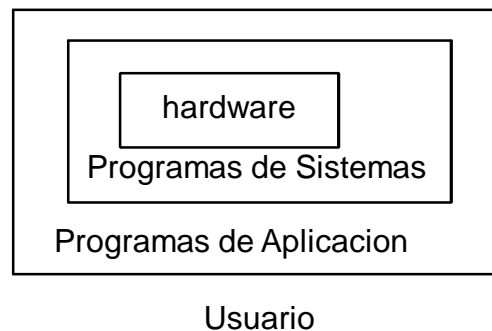 hardware
Programas de Sistemas
Programas de Aplicacion
Usuario